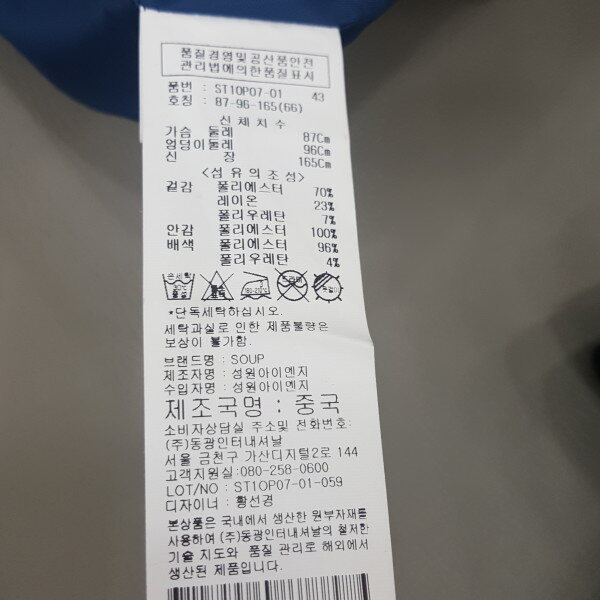 품질경영및공산품안전
관리법에의한품질표시
품번 : ST1OP07-01 43
호칭 : 87-96-165(66)
신체치수
가슴 둘레 87Cm
엉덩이둘레 96Cm
신 장 165Cm
<섬유의조성>
겉감 폴리에스터 70%
레이온 23%
폴리우레탄 7%
안감 폴리에스터 100%
배색 폴리에스터 96%
폴리우레탄 4%
손세탁
30℃
중성
*단독세탁하십시오.
세탁과실로 인한 제품불량은
보상이 불가함.
브랜드명 : SOUP
제조자명 : 성원아이엔지
수입자명 : 성원아이엔지
제조국명 : 중국
소비자상담실 주소및 전화번호:
(주)동광인터내셔날
서울 금천구 가산디지털2로 144
고객지원실:080-258-0600
LOT/NO : ST1OP07-01-059
디자이너 : 황선경
본상품은 국내에서 생산한 원부자재를
사용하여 (주)동광인터내셔날의 철저한
기술 지도와 품질 관리로 해외에서
생산된 제품입니다.